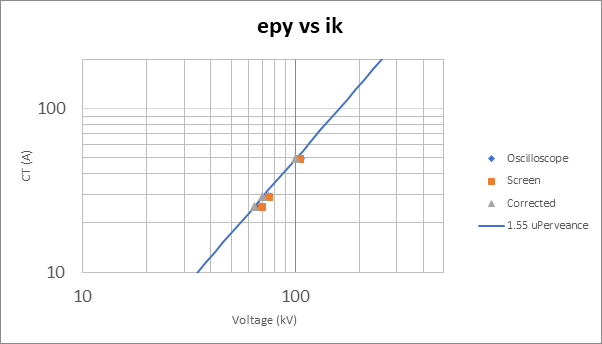 epy vs ik
100
10
10
100
CT (A)
Voltage (kV)
Oscilloscope
Screen
Corrected
1.55 uPerveance